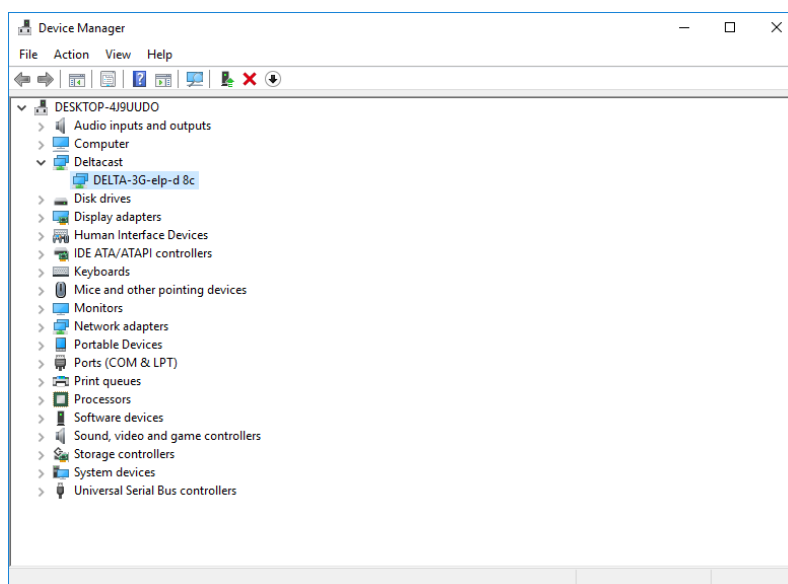 Device Manager
File Action View Help
DESKTOP-4J9UUDO
Audio inputs and outputs
Computer
Deltacast
DELTA-3G-elp-d 8c
Disk drives
Display adapters
Human Interface Devices
IDE ATA/ATAPI controllers
Keyboards
Mice and other pointing devices
Monitors
Network adapters
Portable Devices
Ports (COM & LPT)
Print queues
Processors
Software devices
Sound, video and game controllers
Storage controllers
System devices
Universal Serial Bus controllers